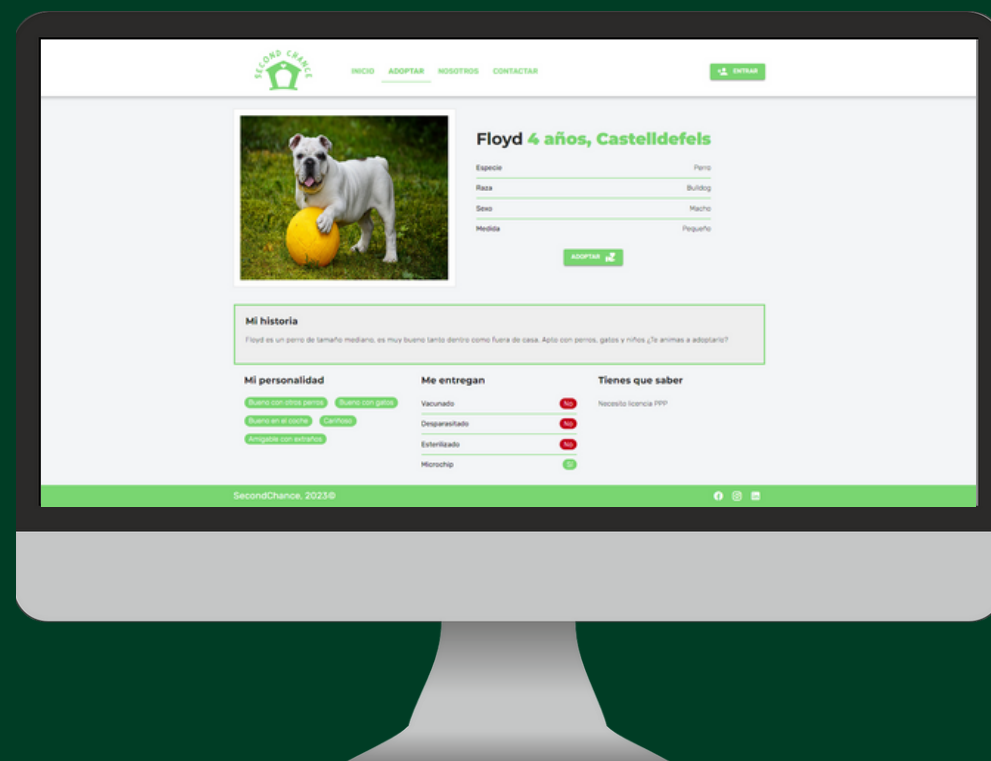 SECOND CHANCE
INICIO ADOPTAR NOSOTROS CONTACTAR
ENTRAR
Floyd 4 años, Castelldefels
Especie Perro
Raza Bulldog
Sexo Macho
Medida Pequeño
ADOPTAR
Mi historia
Floyd es un perro de tamaño mediano, es muy bueno tanto dentro como fuera de casa. Apto con perros, gatos y niños ¿Te animas a adoptarlo?
Mi personalidad
Bueno con otros perros Bueno con gatos
Bueno en el coche Cariñoso
Amigable con extraños
Me entregan
Vacunado No
Desparasitado No
Esterilizado No
Microchip Sí
Tienes que saber
Necesito licencia PPP
SecondChance, 2023©